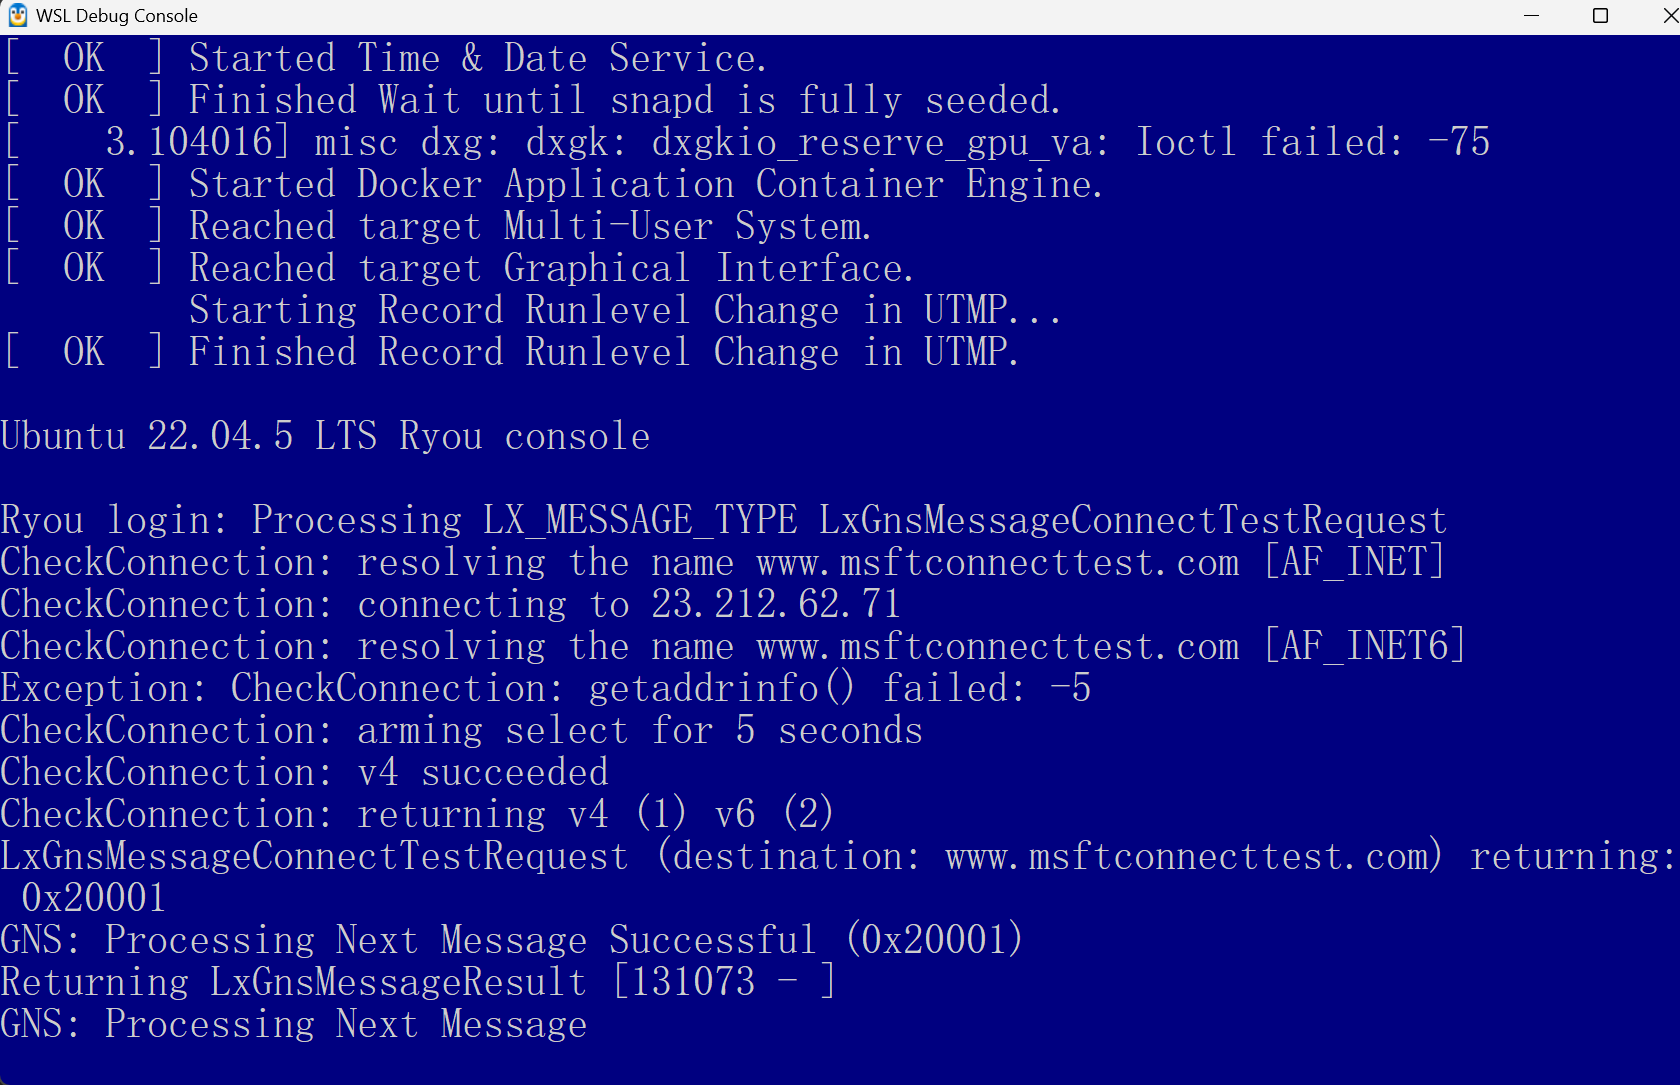 WSL Debug Console
[  OK  ] Started Time & Date Service.
[  OK  ] Finished Wait until snapd is fully seeded.
[    3.104016] misc dxg: dxgk: dxgkio_reserve_gpu_va: Ioctl failed: -75
[  OK  ] Started Docker Application Container Engine.
[  OK  ] Reached target Multi-User System.
[  OK  ] Reached target Graphical Interface.
         Starting Record Runlevel Change in UTMP...
[  OK  ] Finished Record Runlevel Change in UTMP.
Ubuntu 22.04.5 LTS Ryou console
Ryou login: Processing LX_MESSAGE_TYPE LxGnsMessageConnectTestRequest
CheckConnection: resolving the name www.msftconnecttest.com [AF_INET]
CheckConnection: connecting to 23.212.62.71
CheckConnection: resolving the name www.msftconnecttest.com [AF_INET6]
Exception: CheckConnection: getaddrinfo() failed: -5
CheckConnection: arming select for 5 seconds
CheckConnection: v4 succeeded
CheckConnection: returning v4 (1) v6 (2)
LxGnsMessageConnectTestRequest (destination: www.msftconnecttest.com) returning:
 0x20001
GNS: Processing Next Message Successful (0x20001)
Returning LxGnsMessageResult [131073 - ]
GNS: Processing Next Message